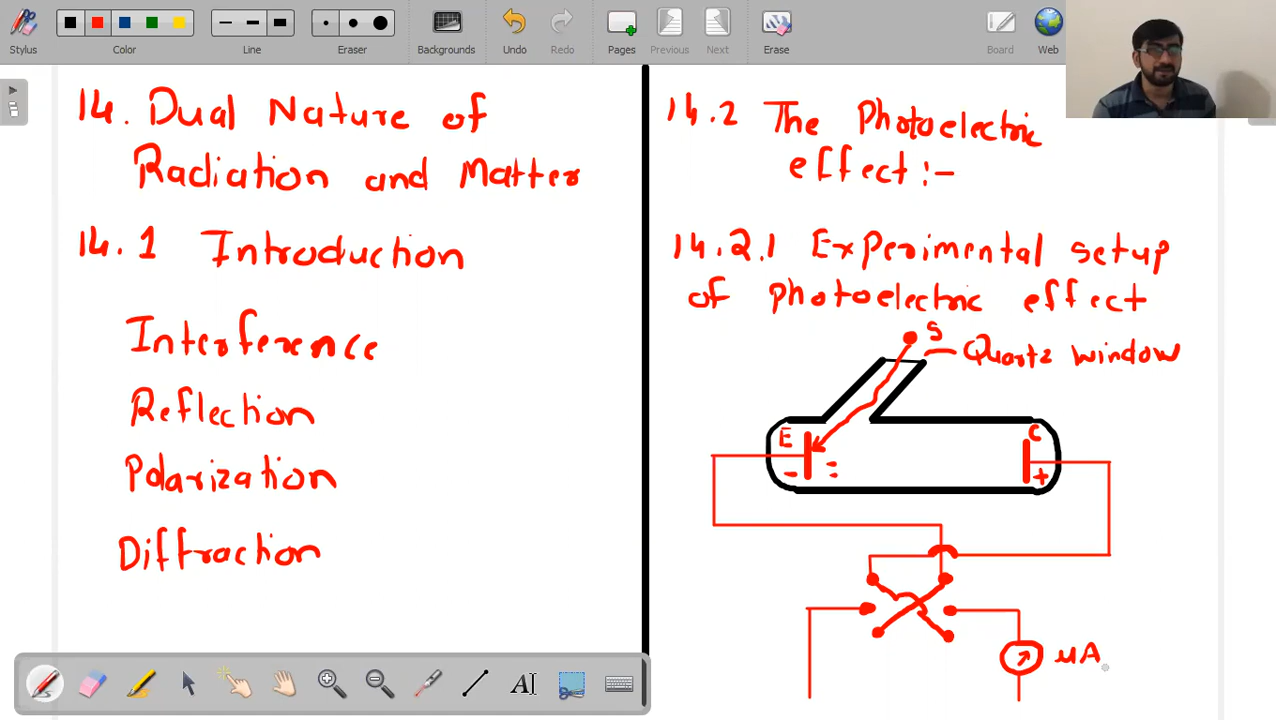 Stylus
Color
Line
Eraser
Backgrounds
Undo
Redo
Pages
Previous
Next
Erase
Board
Web
14. Dual Nature of
Radiation and Matter
14.1 Introduction
Interference
Reflection
Polarization
Diffraction
14.2 The Photoelectric
effect :-
14.2.1 Experimental setup
of photoelectric effect
S
Quartz window
E
C
-
+
μA
A